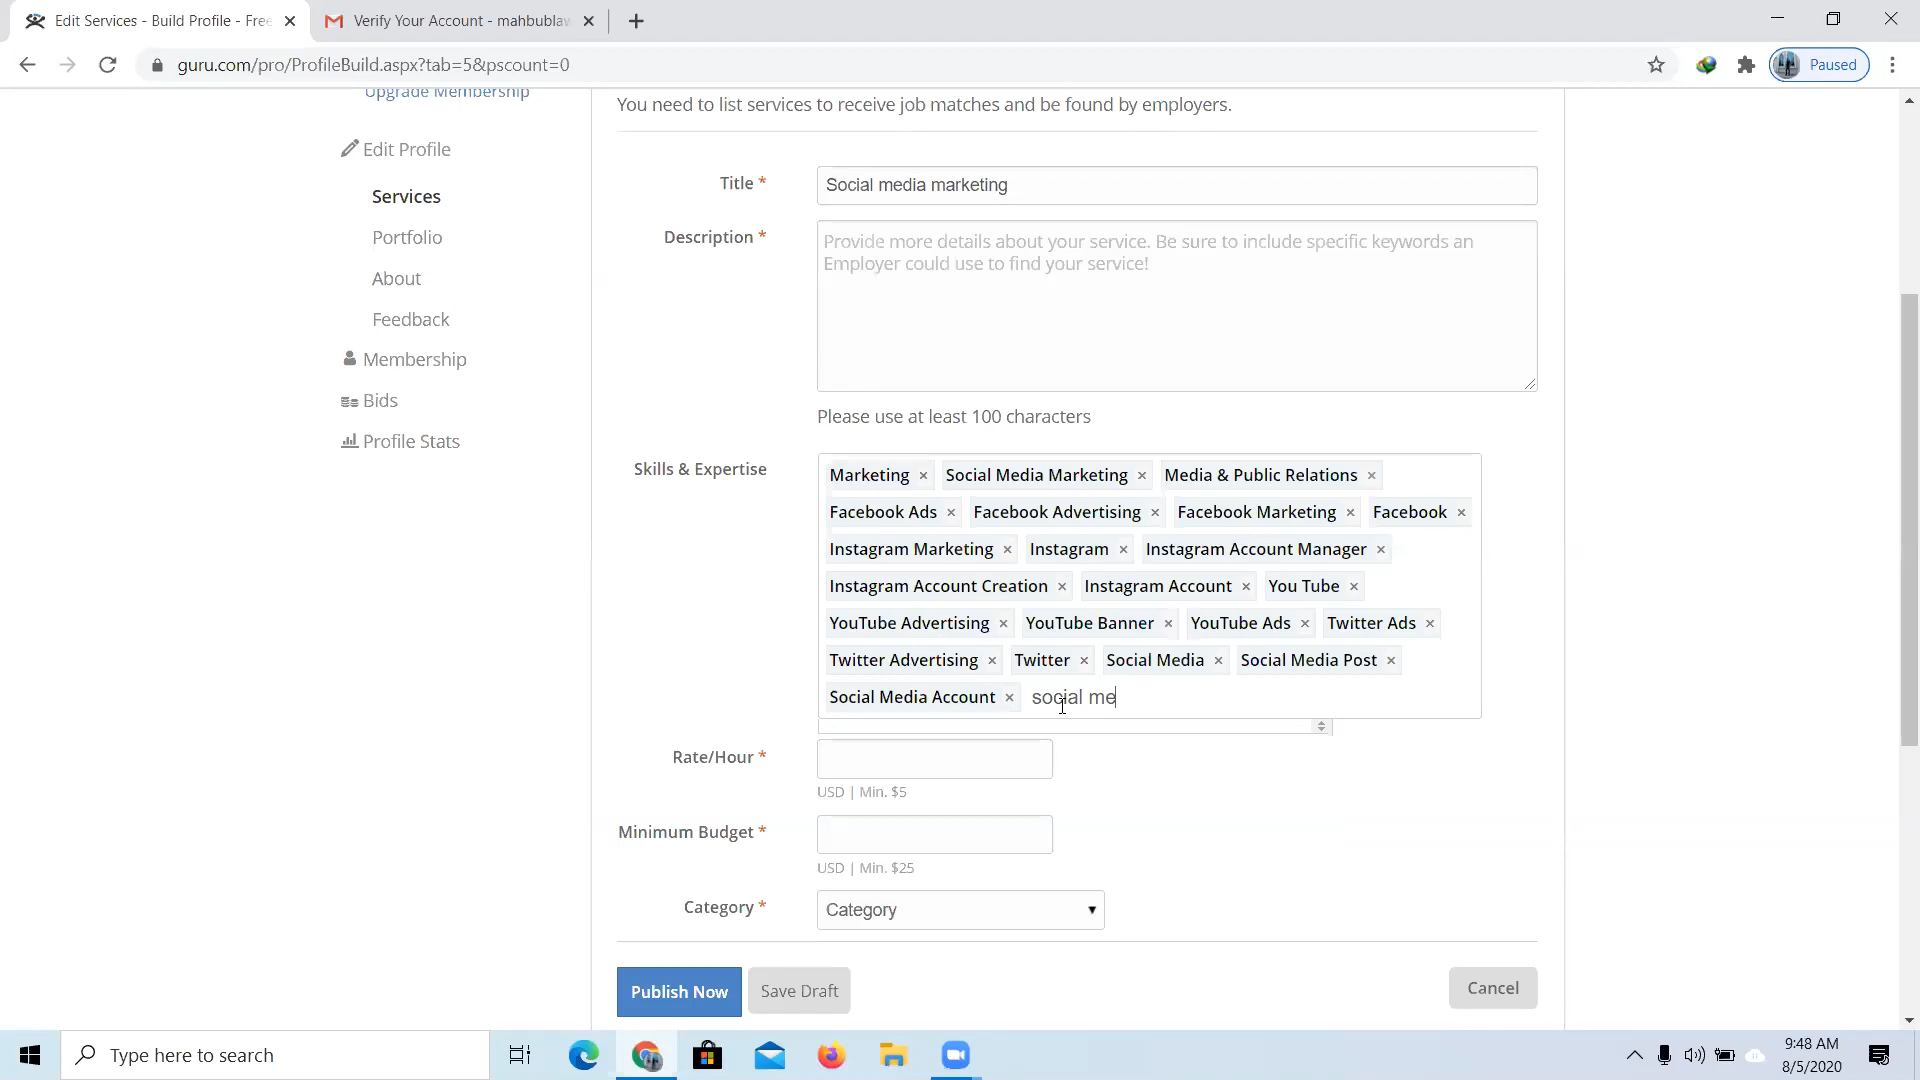 Edit Services - Build Profile - Free
Verify Your Account - mahbublaw
guru.com/pro/ProfileBuild.aspx?tab=5&pscount=0
Paused
Upgrade Membership
You need to list services to receive job matches and be found by employers.
Edit Profile
Services
Portfolio
About
Feedback
Membership
Bids
Profile Stats
Title *
Social media marketing
Description *
Provide more details about your service. Be sure to include specific keywords an
Employer could use to find your service!
Please use at least 100 characters
Skills & Expertise
Marketing × Social Media Marketing × Media & Public Relations ×
Facebook Ads × Facebook Advertising × Facebook Marketing × Facebook ×
Instagram Marketing × Instagram × Instagram Account Manager ×
Instagram Account Creation × Instagram Account × You Tube ×
YouTube Advertising × YouTube Banner × YouTube Ads × Twitter Ads ×
Twitter Advertising × Twitter × Social Media × Social Media Post ×
Social Media Account × social me
Rate/Hour *
USD | Min. $5
Minimum Budget *
USD | Min. $25
Category *
Category
Publish Now
Save Draft
Cancel
Type here to search
9:48 AM
8/5/2020